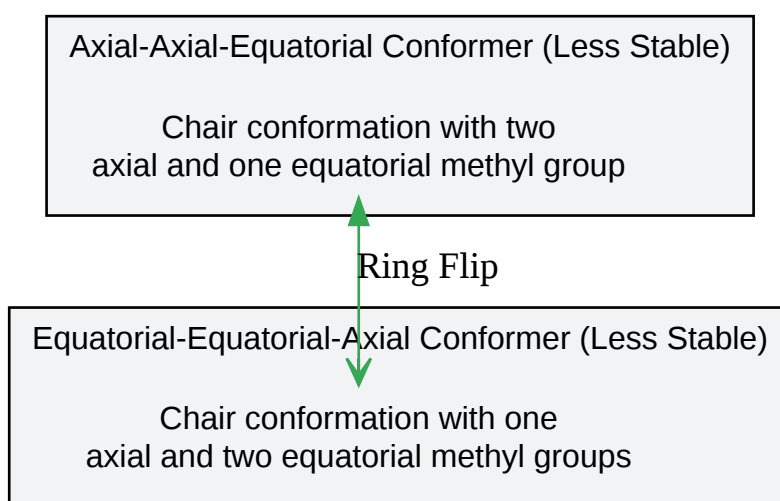 Axial-Axial-Equatorial Conformer (Less Stable)
Chair conformation with two
axial and one equatorial methyl group
Ring Flip
Equatorial-Equatorial-Axial Conformer (Less Stable)
Chair conformation with one
axial and two equatorial methyl groups